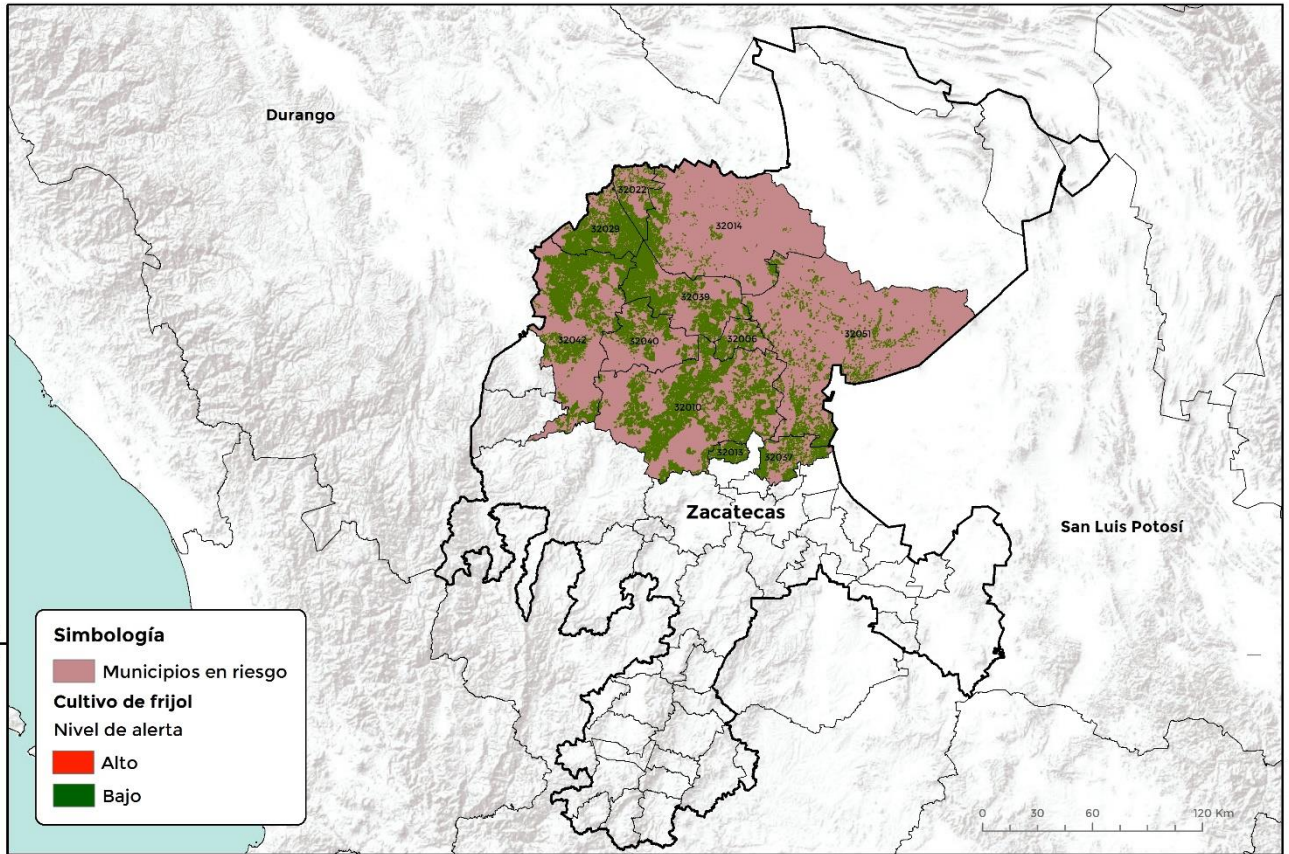 Durango
32022
32029
32014
32039
32051
32042
32040
32006
32010
32013
32037
Zacatecas
San Luis Potosí
Simbología
Municipios en riesgo
Cultivo de frijol
Nivel de alerta
Alto
Bajo
0 30 60 120 Km